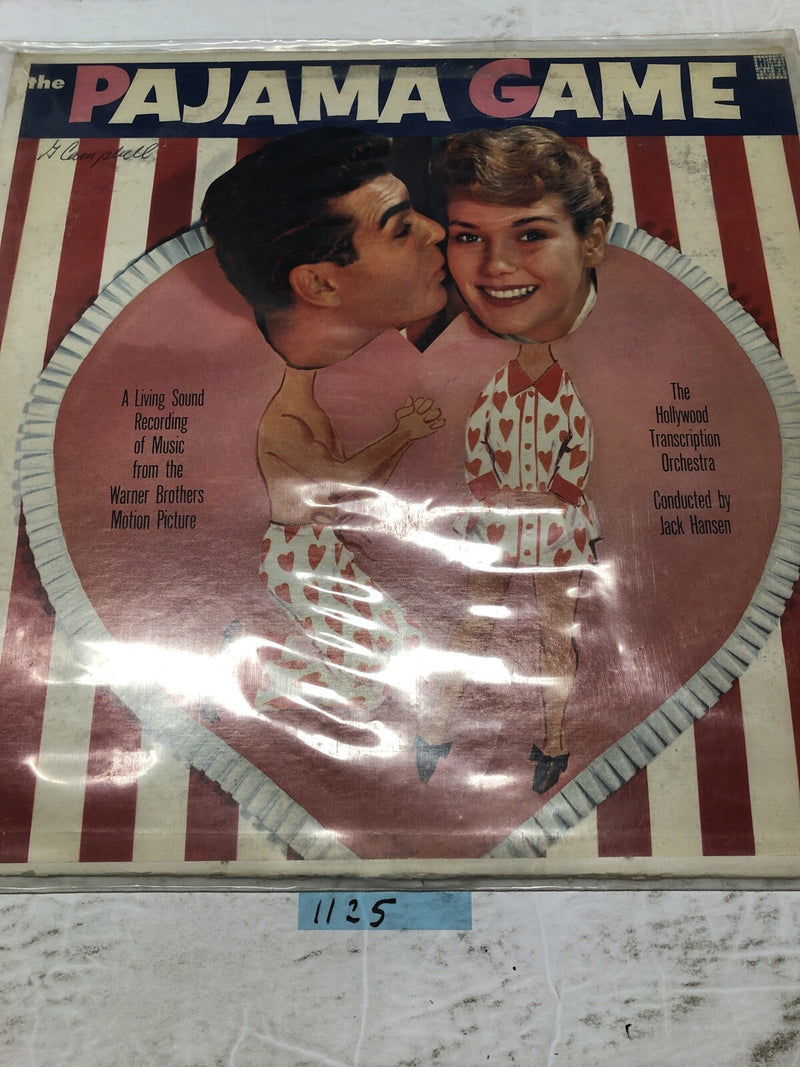 the PAJAMA GAME
G Campbell
A Living Sound
Recording
of Music
from the
Warner Brothers
Motion Picture
The
Hollywood
Transcription
Orchestra
Conducted by
Jack Hansen
1125